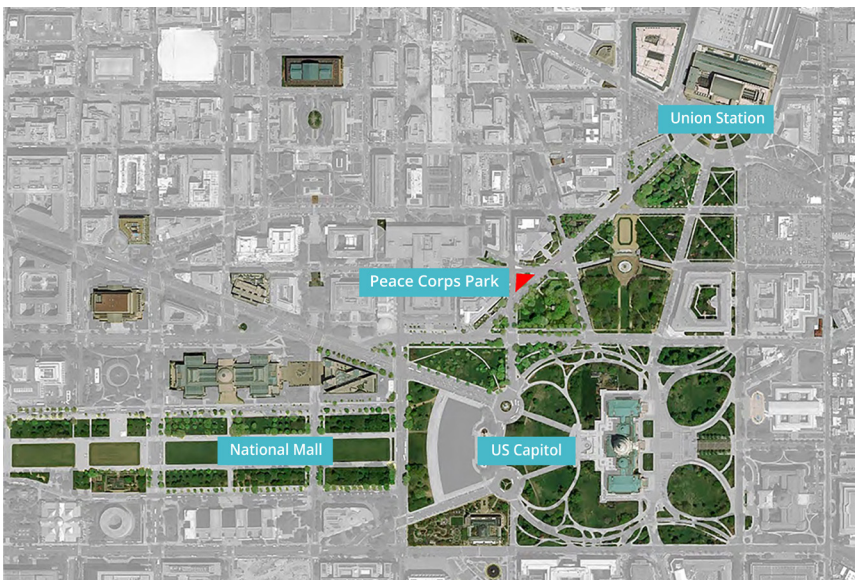 Union Station
Peace Corps Park
National Mall
US Capitol